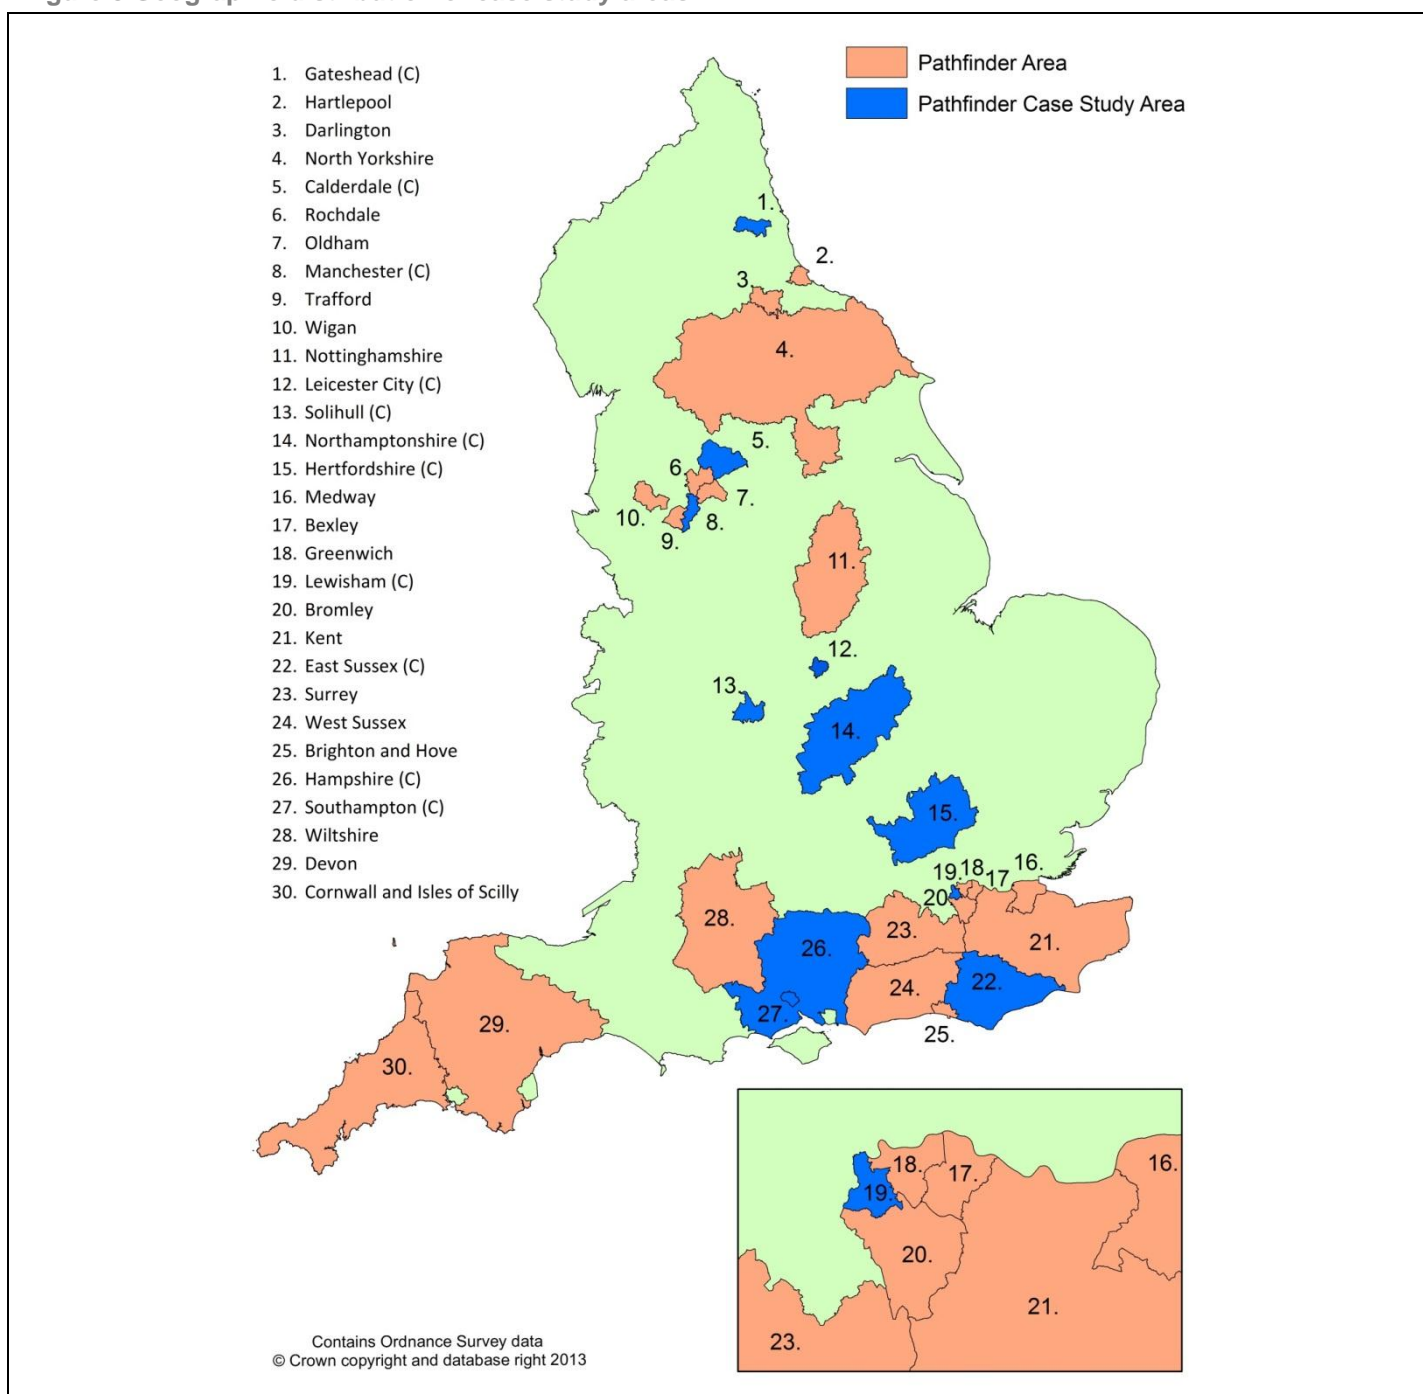 1. Gateshead (C)
2. Hartlepool
3. Darlington
4. North Yorkshire
5. Calderdale (C)
6. Rochdale
7. Oldham
8. Manchester (C)
9. Trafford
10. Wigan
11. Nottinghamshire
12. Leicester City (C)
13. Solihull (C)
14. Northamptonshire (C)
15. Hertfordshire (C)
16. Medway
17. Bexley
18. Greenwich
19. Lewisham (C)
20. Bromley
21. Kent
22. East Sussex (C)
23. Surrey
24. West Sussex
25. Brighton and Hove
26. Hampshire (C)
27. Southampton (C)
28. Wiltshire
29. Devon
30. Cornwall and Isles of Scilly
Pathfinder Area
Pathfinder Case Study Area
1.
2.
3.
4.
5.
6.
7.
8.
9.
10.
11.
12.
13.
14.
15.
16.
17
18
19.
20
21.
22.
23.
24.
25.
26.
27.
28.
29.
30.
16.
17.
18.
19.
20.
21.
23.
Contains Ordnance Survey data
© Crown copyright and database right 2013